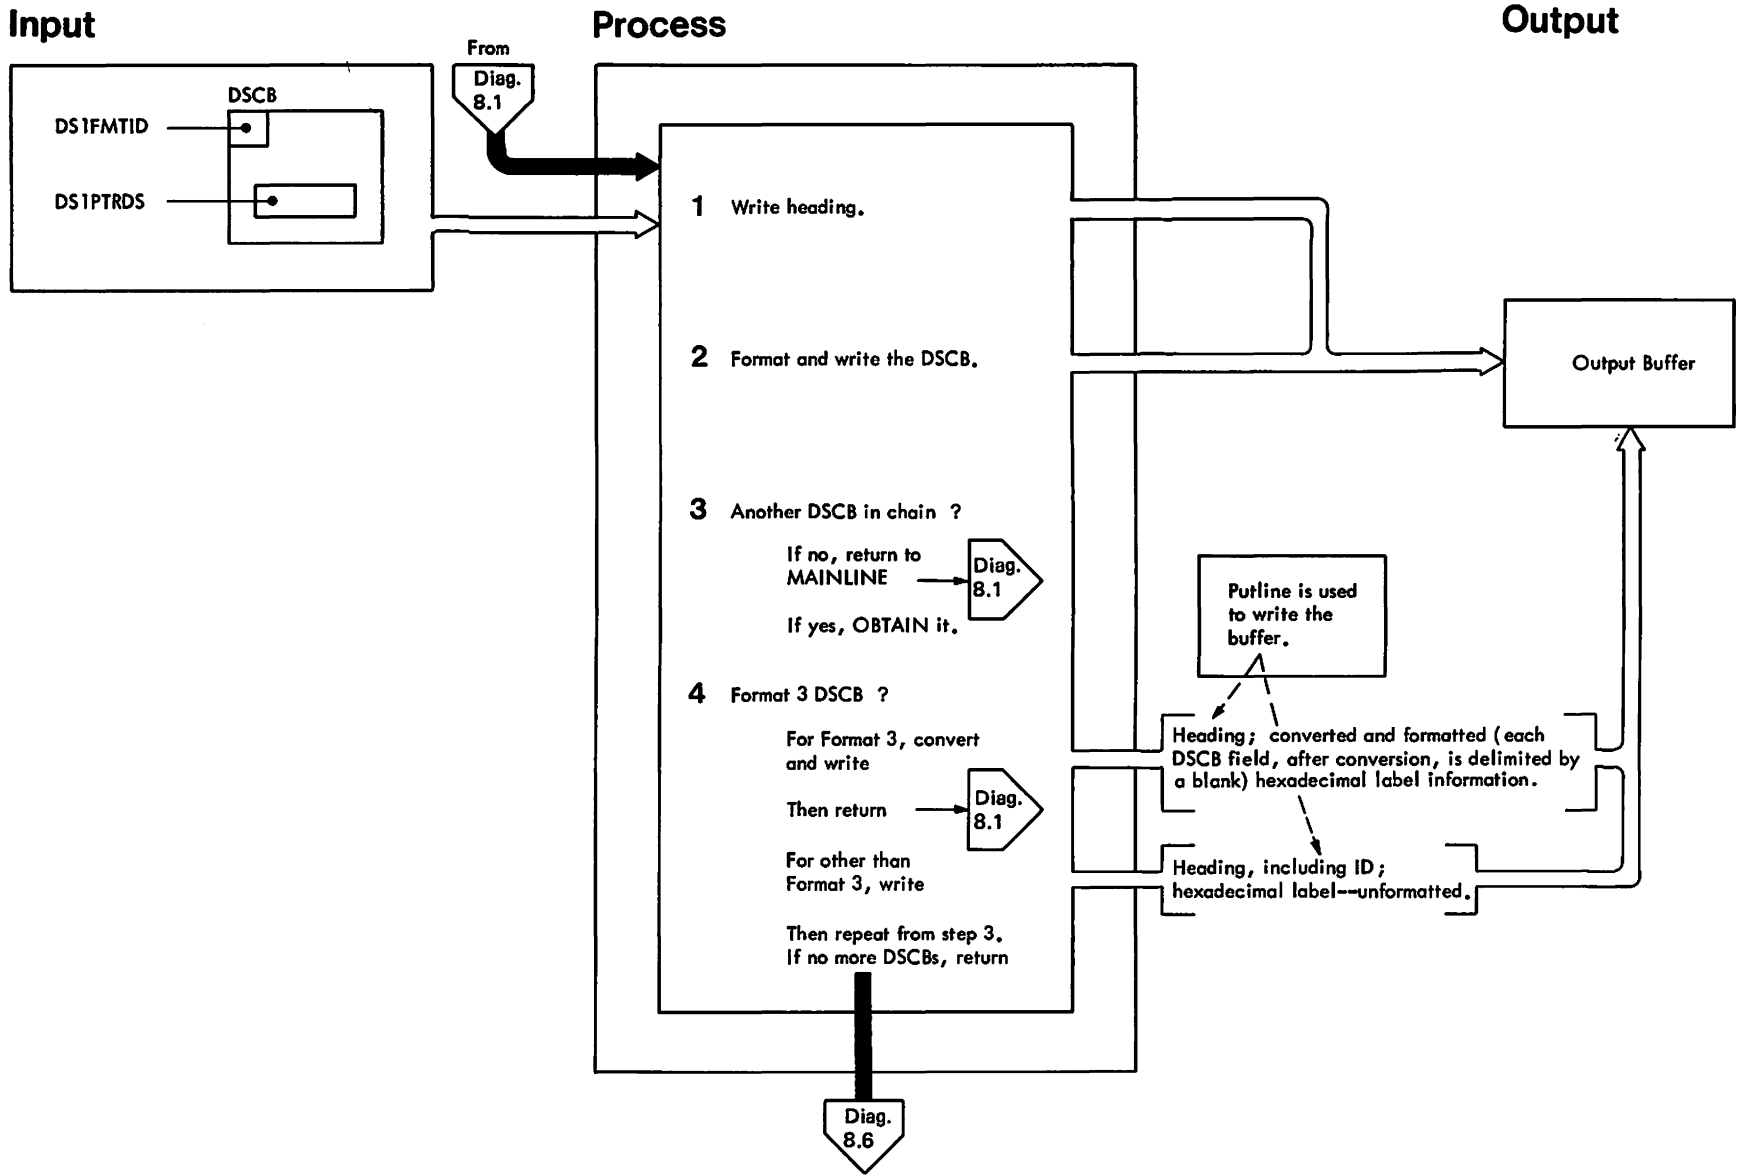 Input
Process
Output
From
Diag.
8.1
DSCB
DS1FMTID
DS1PTRDS
1 Write heading.
2 Format and write the DSCB.
Output Buffer
3 Another DSCB in chain ?
If no, return to
MAINLINE
Diag.
8.1
If yes, OBTAIN it.
Putline is used
to write the
buffer.
4 Format 3 DSCB ?
For Format 3, convert
and write
Heading; converted and formatted (each
DSCB field, after conversion, is delimited by
a blank) hexadecimal label information.
Then return
Diag.
8.1
For other than
Format 3, write
Heading, including ID;
hexadecimal label--unformatted.
Then repeat from step 3.
If no more DSCBs, return
Diag.
8.6